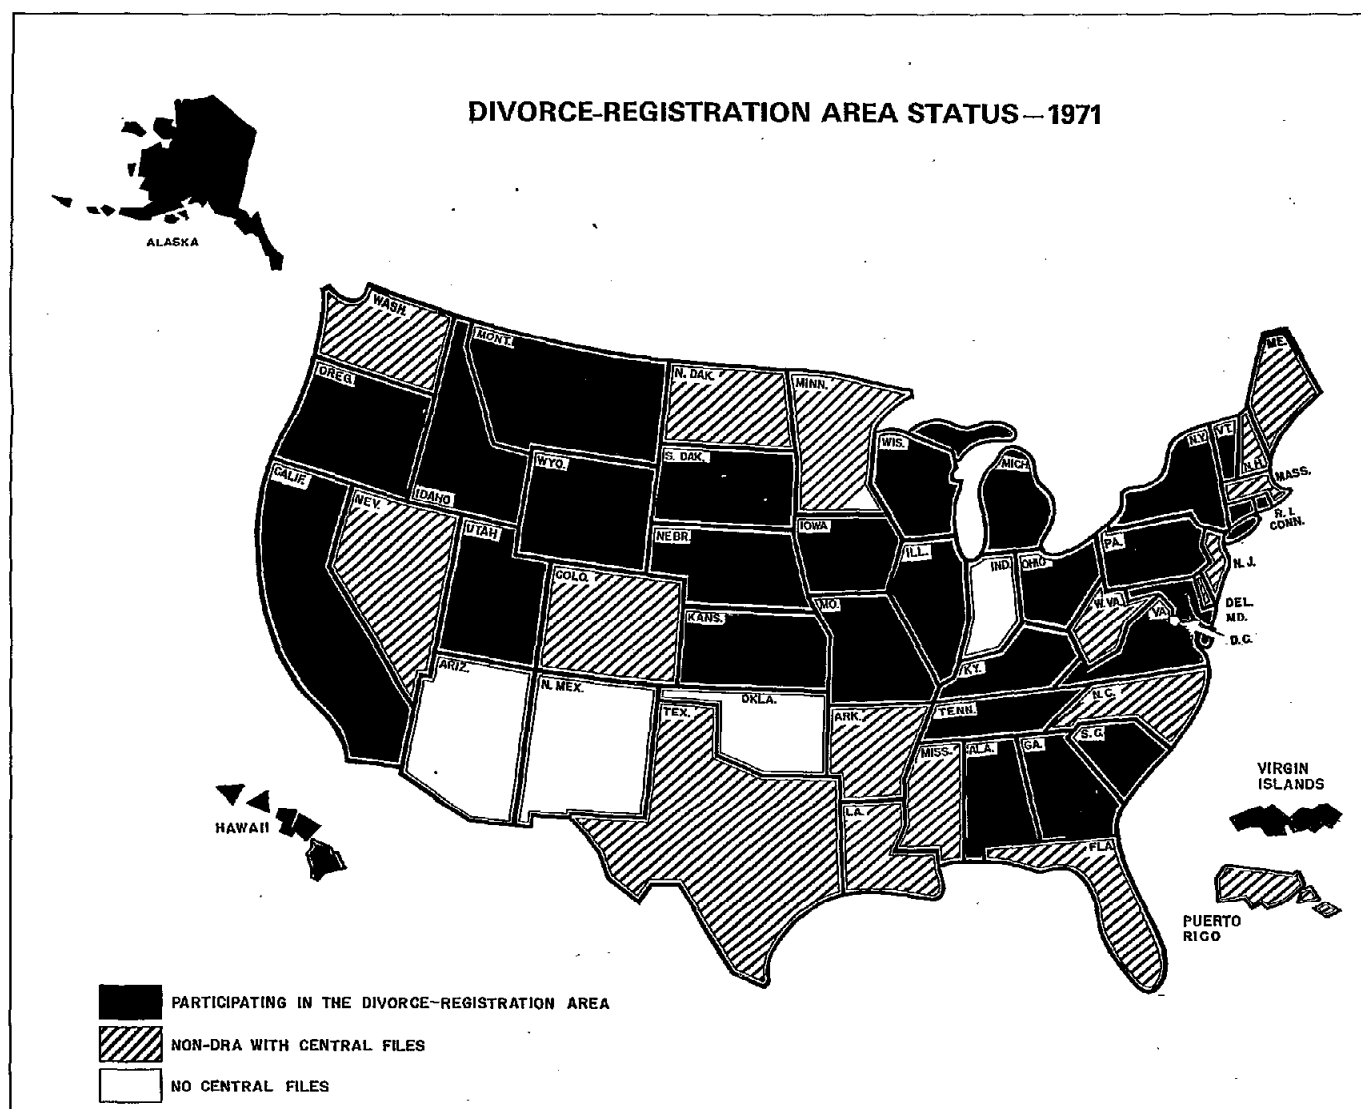 DIVORCE-REGISTRATION AREA STATUS—1971
ALASKA
WASH.
MONT.
N. DAK.
MINN.
ME.
OREG.
S. DAK.
WIS.
MICH
N.Y.
VT.
N.H.
MASS.
CALIF.
NEV.
IDAHO
WYO.
UTAH
NEBR.
IOWA
ILL.
IND.
OHIO
PA.
R. I.
CONN.
N. J.
COLO.
KANS.
MO.
KY.
W. VA.
VA.
DEL.
MD.
D.C.
ARIZ.
N. MEX.
OKLA.
TEX.
ARK.
TENN.
N. C.
S. C.
MISS.
ALA.
GA.
LA.
FLA.
HAWAII
VIRGIN
ISLANDS
PUERTO
RICO
PARTICIPATING IN THE DIVORCE-REGISTRATION AREA
NON-DRA WITH CENTRAL FILES
NO CENTRAL FILES